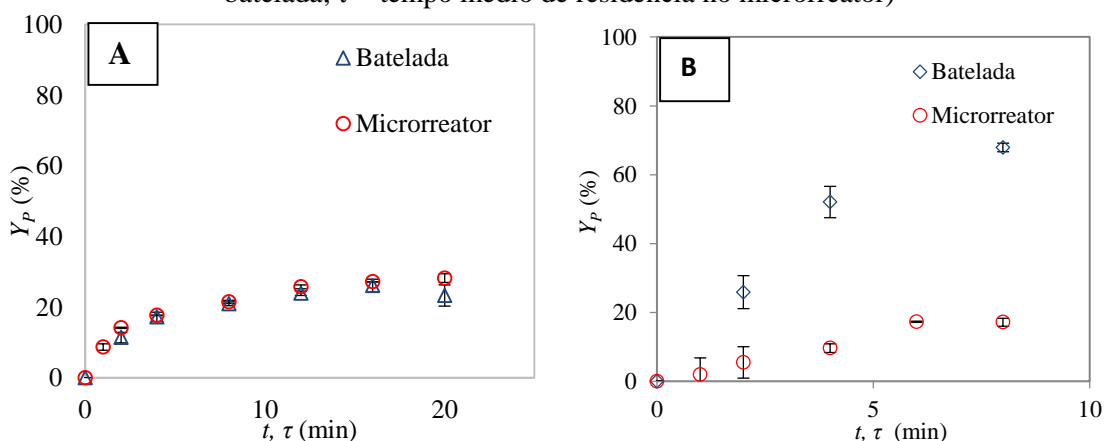 batelada; τ – tempo médio de residência no microrreator)
A
Batelada
Microrreator
100
80
60
40
20
0
Y_P (%)
0
10
20
t, τ (min)
B
Batelada
Microrreator
100
80
60
40
20
0
Y_P (%)
0
5
10
t, τ (min)